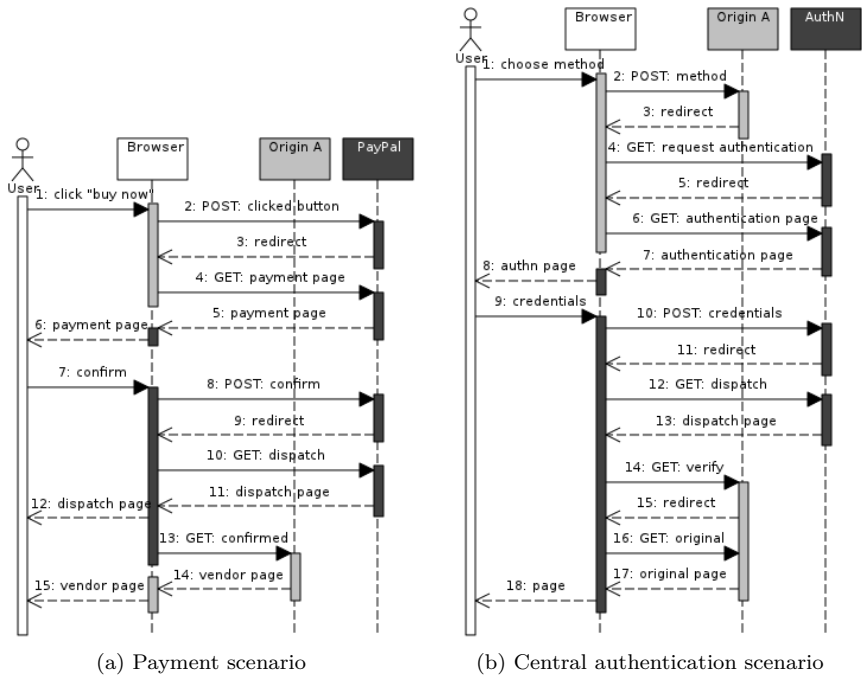 User
Browser
Origin A
PayPal
1: click "buy now"
2: POST: clicked button
3: redirect
4: GET: payment page
5: payment page
6: payment page
7: confirm
8: POST: confirm
9: redirect
10: GET: dispatch
11: dispatch page
12: dispatch page
13: GET: confirmed
14: vendor page
15: vendor page
(a) Payment scenario
User
Browser
Origin A
AuthN
1: choose method
2: POST: method
3: redirect
4: GET: request authentication
5: redirect
6: GET: authentication page
7: authentication page
8: authn page
9: credentials
10: POST: credentials
11: redirect
12: GET: dispatch
13: dispatch page
14: GET: verify
15: redirect
16: GET: original
17: original page
18: page
(b) Central authentication scenario